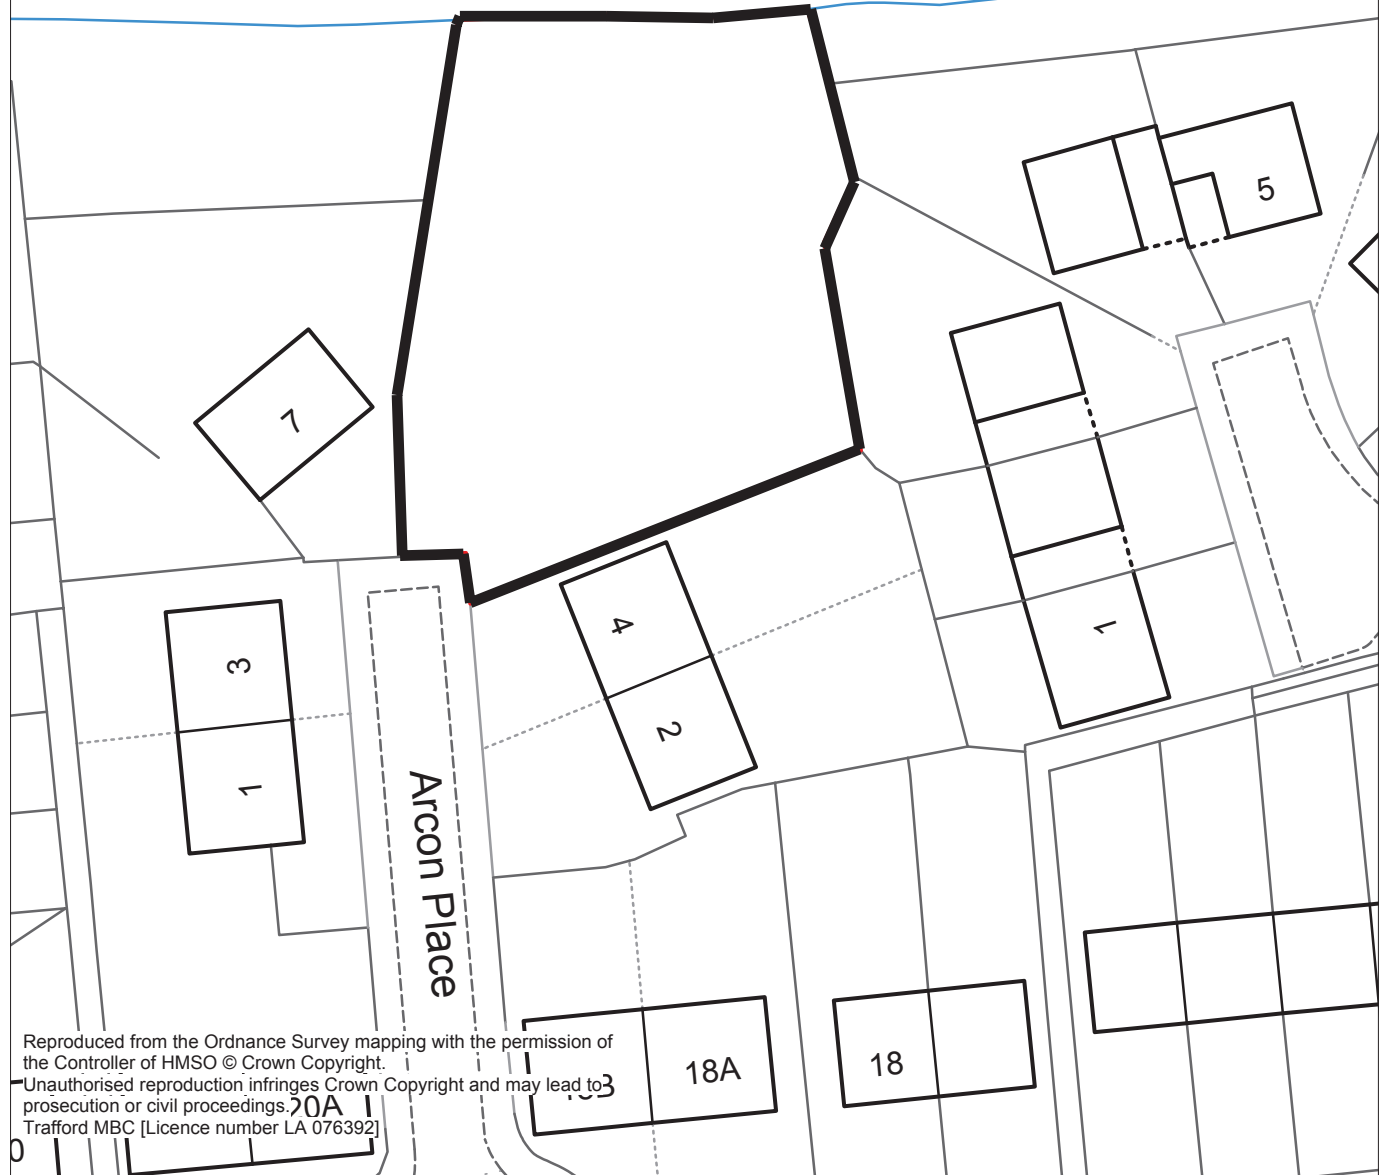 5
7
3
4
1
2
1
Arcon Place
18A
18
20A
Reproduced from the Ordnance Survey mapping with the permission of
the Controller of HMSO © Crown Copyright.
Unauthorised reproduction infringes Crown Copyright and may lead to
prosecution or civil proceedings.
Trafford MBC [Licence number LA 076392]